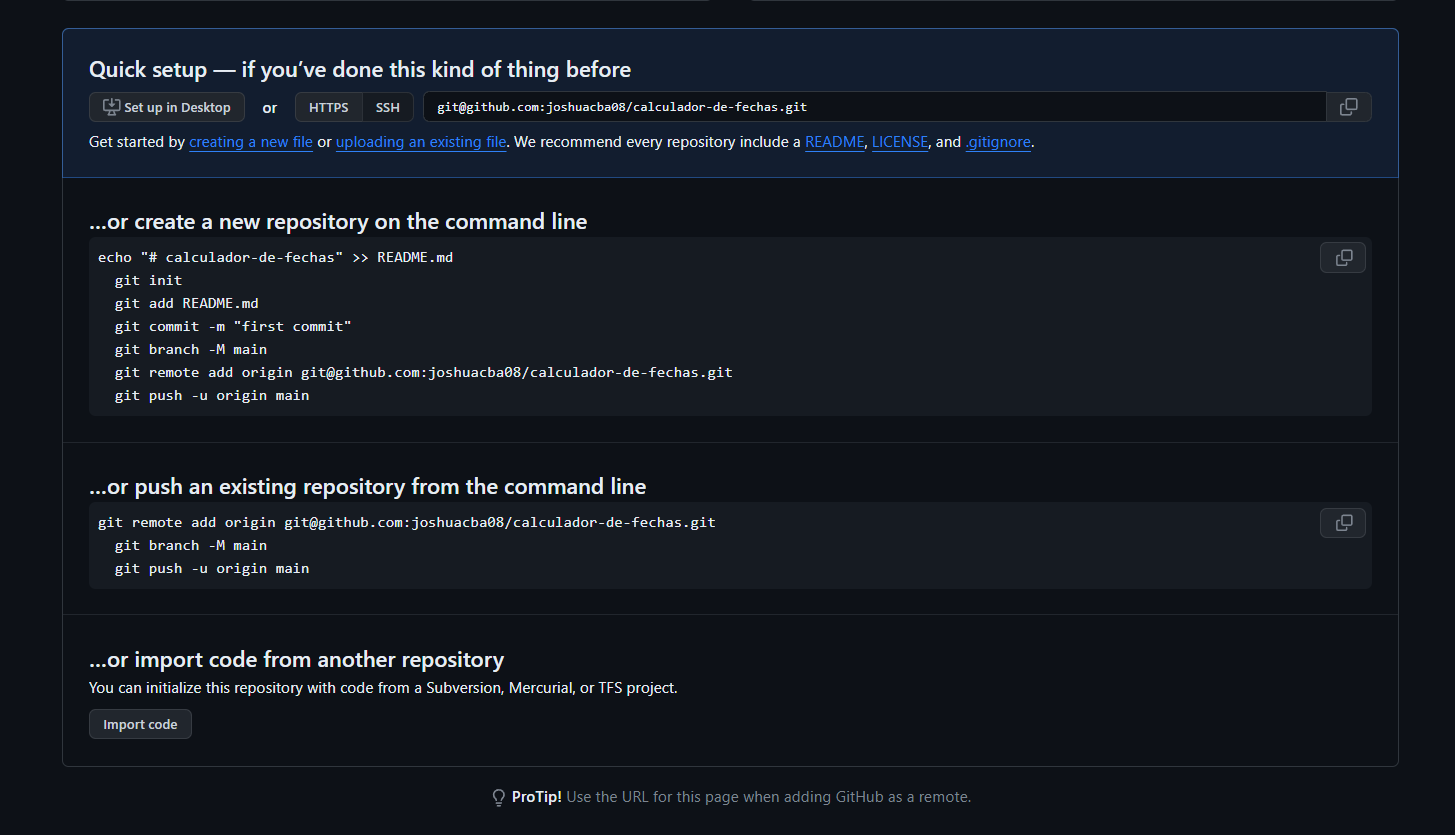 Quick setup — if you’ve done this kind of thing before
Set up in Desktop or HTTPS SSH git@github.com:joshuacba08/calculador-de-fechas.git
Get started by creating a new file or uploading an existing file. We recommend every repository include a README, LICENSE, and .gitignore.
…or create a new repository on the command line
echo "# calculador-de-fechas" >> README.md
git init
git add README.md
git commit -m "first commit"
git branch -M main
git remote add origin git@github.com:joshuacba08/calculador-de-fechas.git
git push -u origin main
…or push an existing repository from the command line
git remote add origin git@github.com:joshuacba08/calculador-de-fechas.git
git branch -M main
git push -u origin main
…or import code from another repository
You can initialize this repository with code from a Subversion, Mercurial, or TFS project.
Import code
ProTip! Use the URL for this page when adding GitHub as a remote.